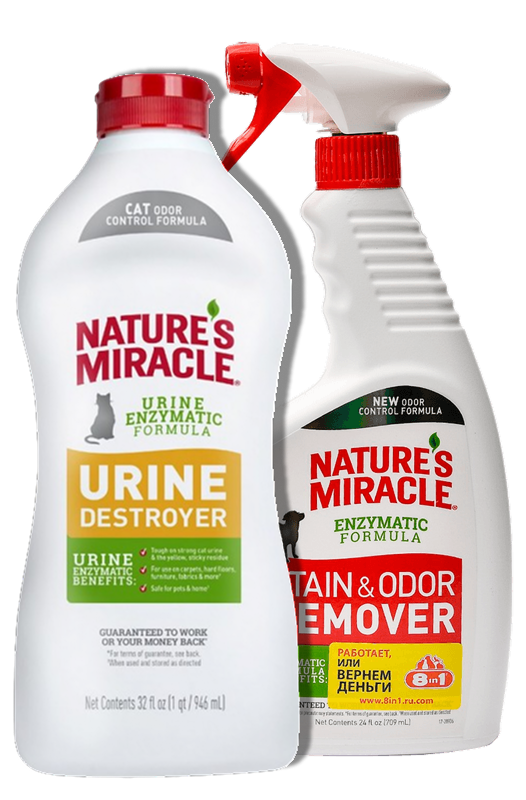 CAT ODOR
CONTROL FORMULA
NATURE'S
MIRACLE®
URINE
ENZYMATIC
FORMULA
URINE
DESTROYER
URINE
ENZYMATIC
BENEFITS:
Tough on strong cat urine
& the yellow, sticky residue
For use on carpets, hard floors,
furniture, fabrics & more†
Safe for pets & home†
GUARANTEED TO WORK
OR YOUR MONEY BACK*
*For terms of guarantee, see back.
†When used and stored as directed
Net Contents 32 fl oz (1 qt / 946 mL)
NEW ODOR
CONTROL FORMULA
NATURE'S
MIRACLE®
ENZYMATIC
FORMULA
TAIN & ODOR
EMOVER
MATIC
ULA
FITS:
РАБОТАЕТ,
ИЛИ
ВЕРНЕМ
ДЕНЬГИ
8in1
www.8in1.ru.com
Net Contents 24 fl oz (709 mL)